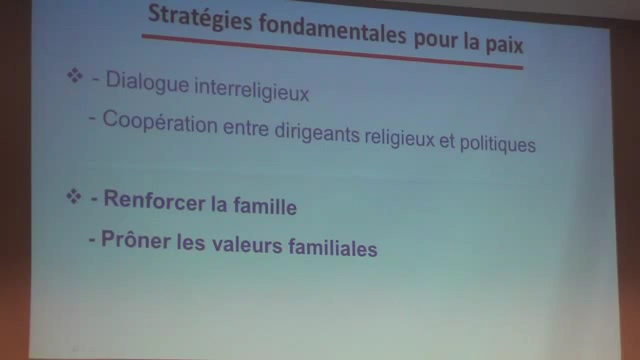 Stratégies fondamentales pour la paix
❖ - Dialogue interreligieux
- Coopération entre dirigeants religieux et politiques
❖ - Renforcer la famille
- Prôner les valeurs familiales